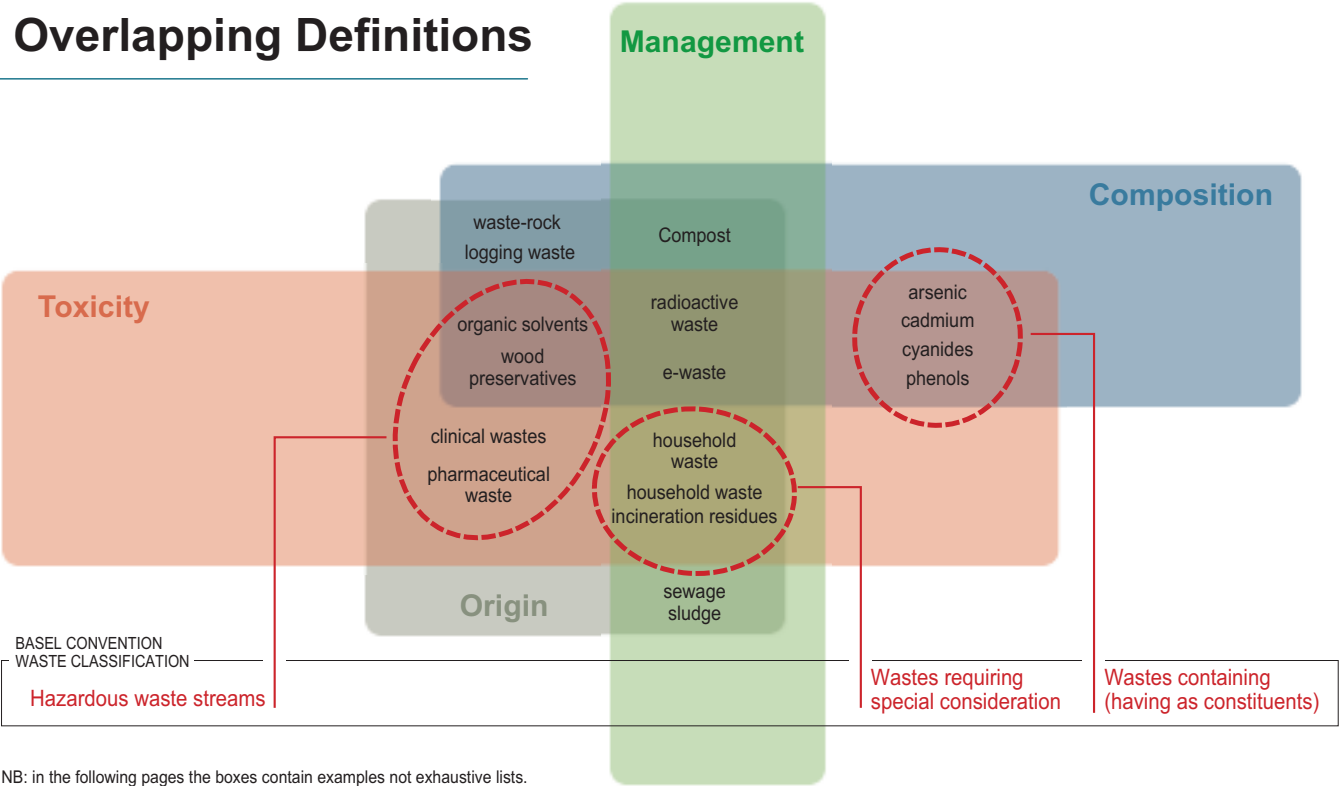 Overlapping Definitions
Management
Composition
waste-rock
logging waste
Compost
Toxicity
organic solvents
wood
preservatives
radioactive
waste
e-waste
arsenic
cadmium
cyanides
phenols
clinical wastes
pharmaceutical
waste
household
waste
household waste
incineration residues
Origin
sewage
sludge
BASEL CONVENTION
WASTE CLASSIFICATION
Hazardous waste streams
Wastes requiring
special consideration
Wastes containing
(having as constituents)
NB: in the following pages the boxes contain examples not exhaustive lists.